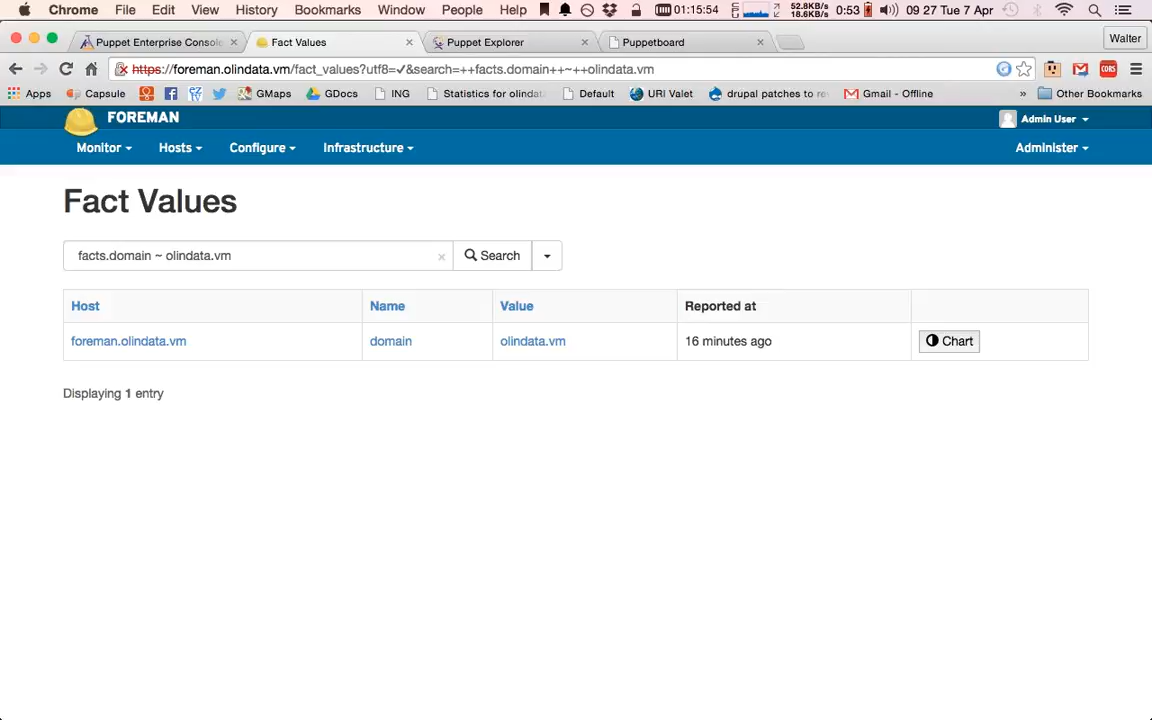 Chrome File Edit View History Bookmarks Window People Help 01:15:54 52.8KB/s 18.6KB/s 0:53 09 27 Tue 7 Apr
Puppet Enterprise Consol Fact Values Puppet Explorer Puppetboard Walter
https://foreman.olindata.vm/fact_values?utf8=✓&search=++facts.domain++~++olindata.vm CORS
Apps Capsule GMaps GDocs ING Statistics for olindat Default URI Valet drupal patches to re Gmail - Offline » Other Bookmarks
FOREMAN Admin User
Monitor Hosts Configure Infrastructure Administer
Fact Values
facts.domain ~ olindata.vm × Search
Host Name Value Reported at
foreman.olindata.vm domain olindata.vm 16 minutes ago Chart
Displaying 1 entry